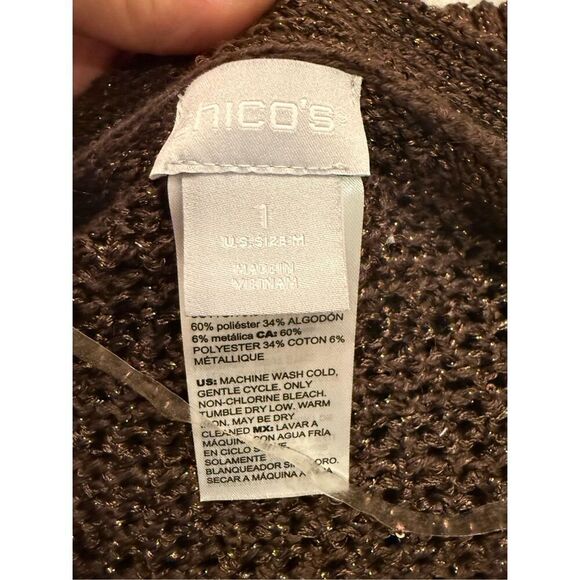 nico's
1
U.S. SIZE M
MADE IN
VIETNAM
60% poliéster 34% ALGODÓN
6% metálica CA: 60%
POLYESTER 34% COTON 6%
MÉTALLIQUE
US: MACHINE WASH COLD,
GENTLE CYCLE. ONLY
NON-CHLORINE BLEACH.
TUMBLE DRY LOW. WARM
IRON. MAY BE DRY
CLEANED MX: LAVAR A
MÁQUINA CON AGUA FRÍA
EN CICLO
SOLAMENTE
BLANQUEADOR SIN CLORO.
SECAR A MÁQUINA A